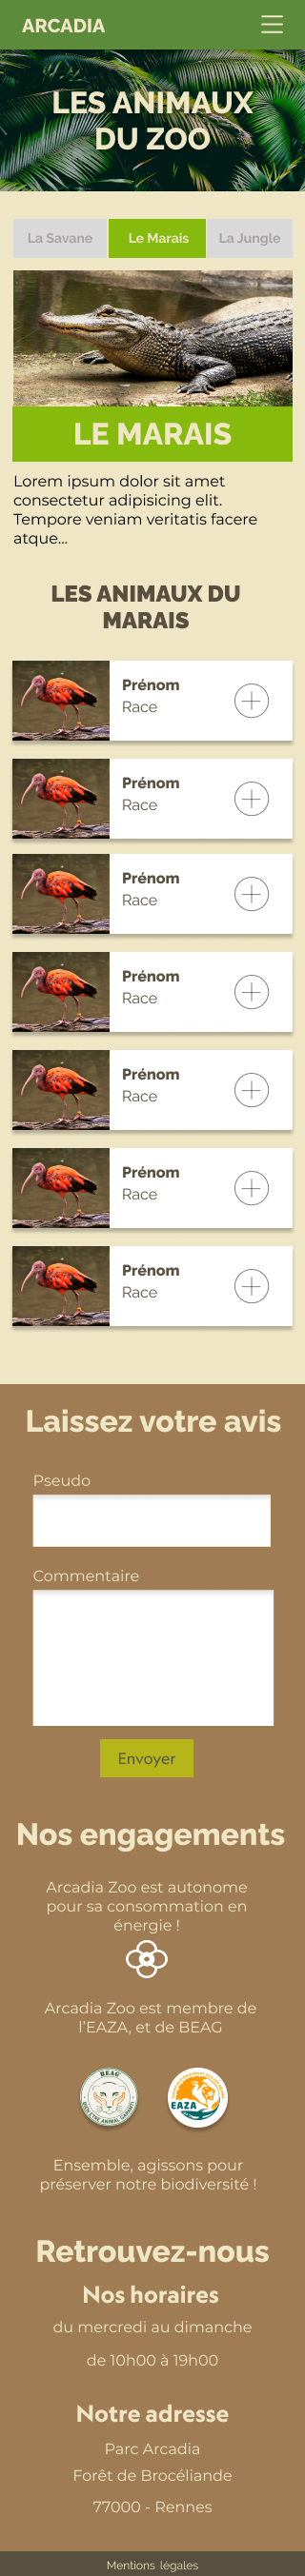 ARCADIA
LES ANIMAUX
DU ZOO
La Savane
Le Marais
La Jungle
LE MARAIS
Lorem ipsum dolor sit amet
consectetur adipisicing elit.
Tempore veniam veritatis facere
atque...
LES ANIMAUX DU
MARAIS
Prénom
Race
Prénom
Race
Prénom
Race
Prénom
Race
Prénom
Race
Prénom
Race
Prénom
Race
Laissez votre avis
Pseudo
Commentaire
Envoyer
Nos engagements
Arcadia Zoo est autonome
pour sa consommation en
énergie !
Arcadia Zoo est membre de
l'EAZA, et de BEAG
BEAG
BIEN ETRE ANIMAL GARANTI
EAZA
Ensemble, agissons pour
préserver notre biodiversité !
Retrouvez-nous
Nos horaires
du mercredi au dimanche
de 10h00 à 19h00
Notre adresse
Parc Arcadia
Forêt de Brocéliande
77000 - Rennes
Mentions légales